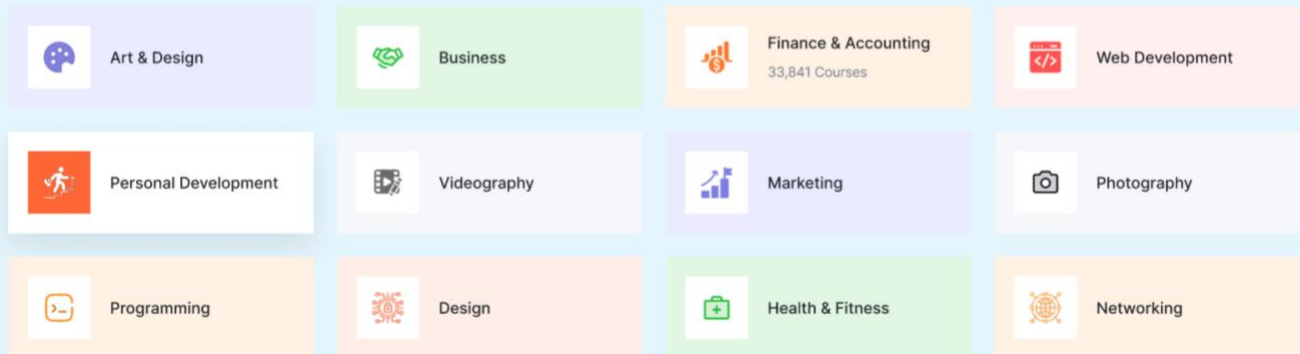 Art & Design
Business
Finance & Accounting
33,841 Courses
Web Development
Personal Development
Videography
Marketing
Photography
Programming
Design
Health & Fitness
Networking